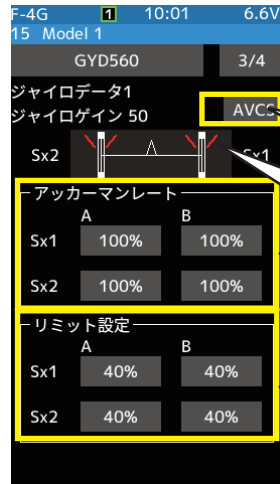 F-4G 1 10:01 6.6V
15 Model 1
GYD560 3/4
ジャイロデータ1
ジャイロゲイン 50 AVCS
Sx2 Sx1
アッカーマンレート
A B
Sx1 100% 100%
Sx2 100% 100%
リミット設定
A B
Sx1 40% 40%
Sx2 40% 40%